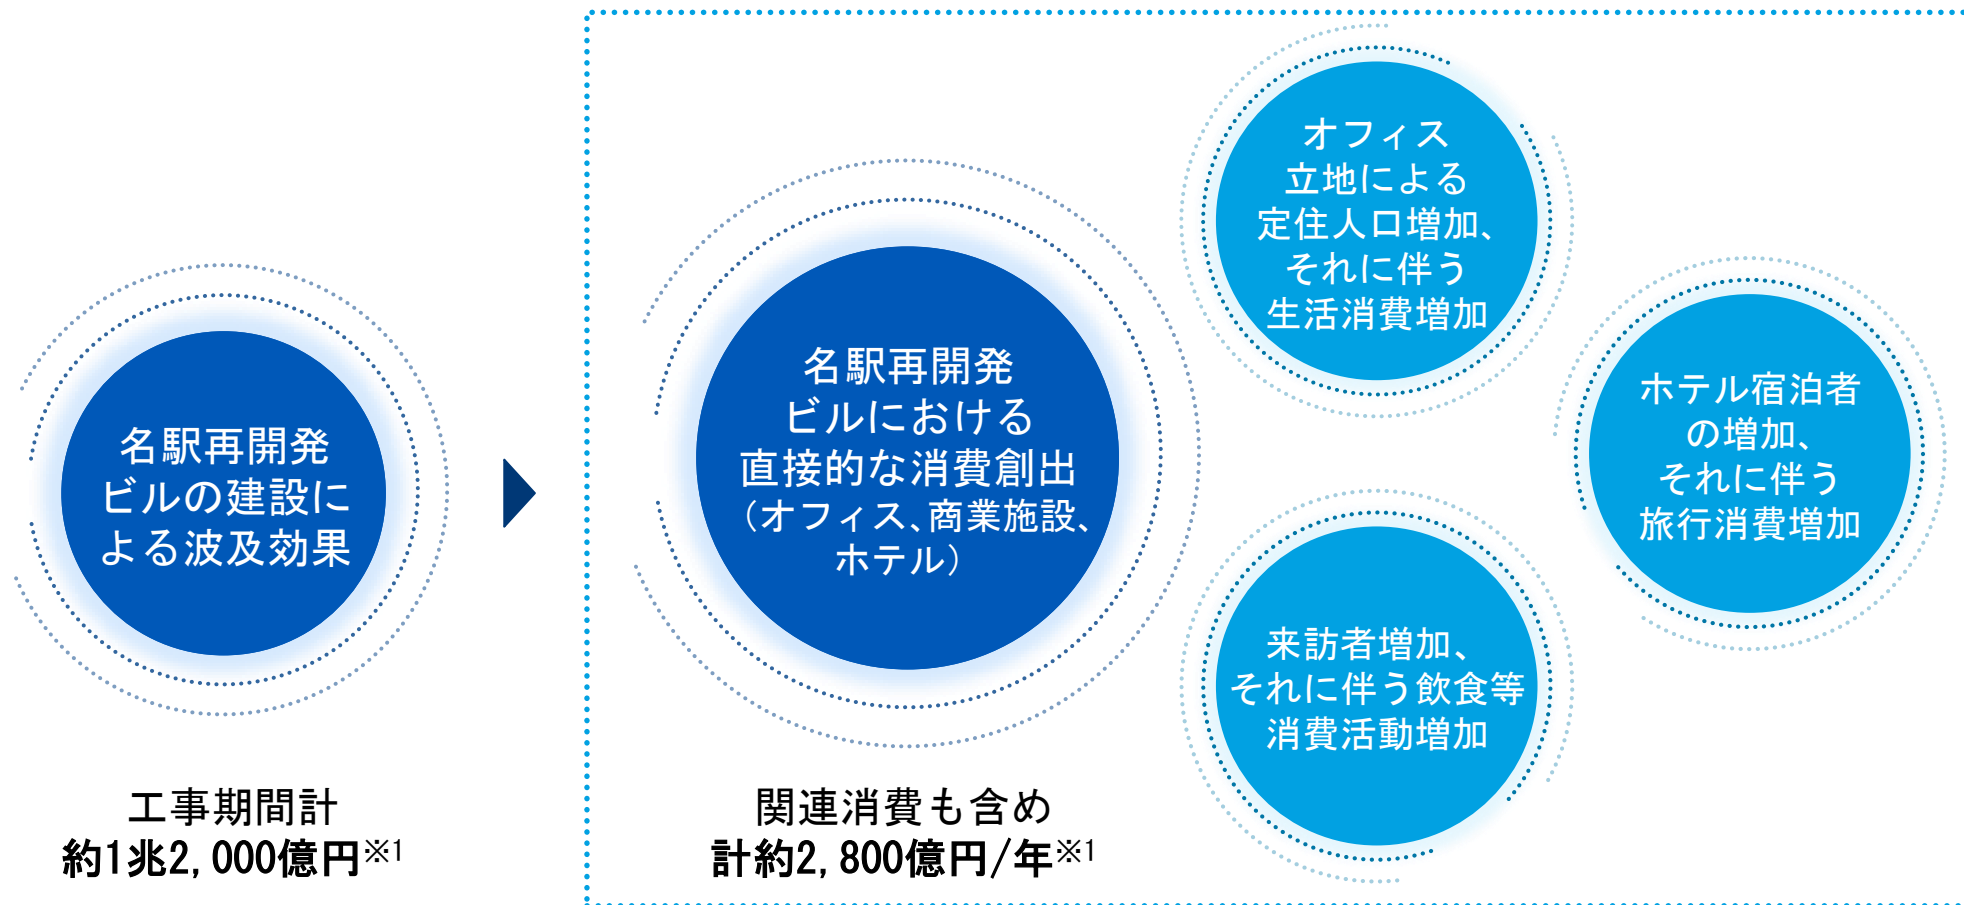 名駅再開発
ビルの建設に
よる波及効果
工事期間計
約1兆2,000億円※1
名駅再開発
ビルにおける
直接的な消費創出
(オフィス、商業施設、
ホテル)
関連消費も含め
計約2,800億円/年※1
オフィス
立地による
定住人口増加、
それに伴う
生活消費増加
ホテル宿泊者
の増加、
それに伴う
旅行消費増加
来訪者増加、
それに伴う飲食等
消費活動増加